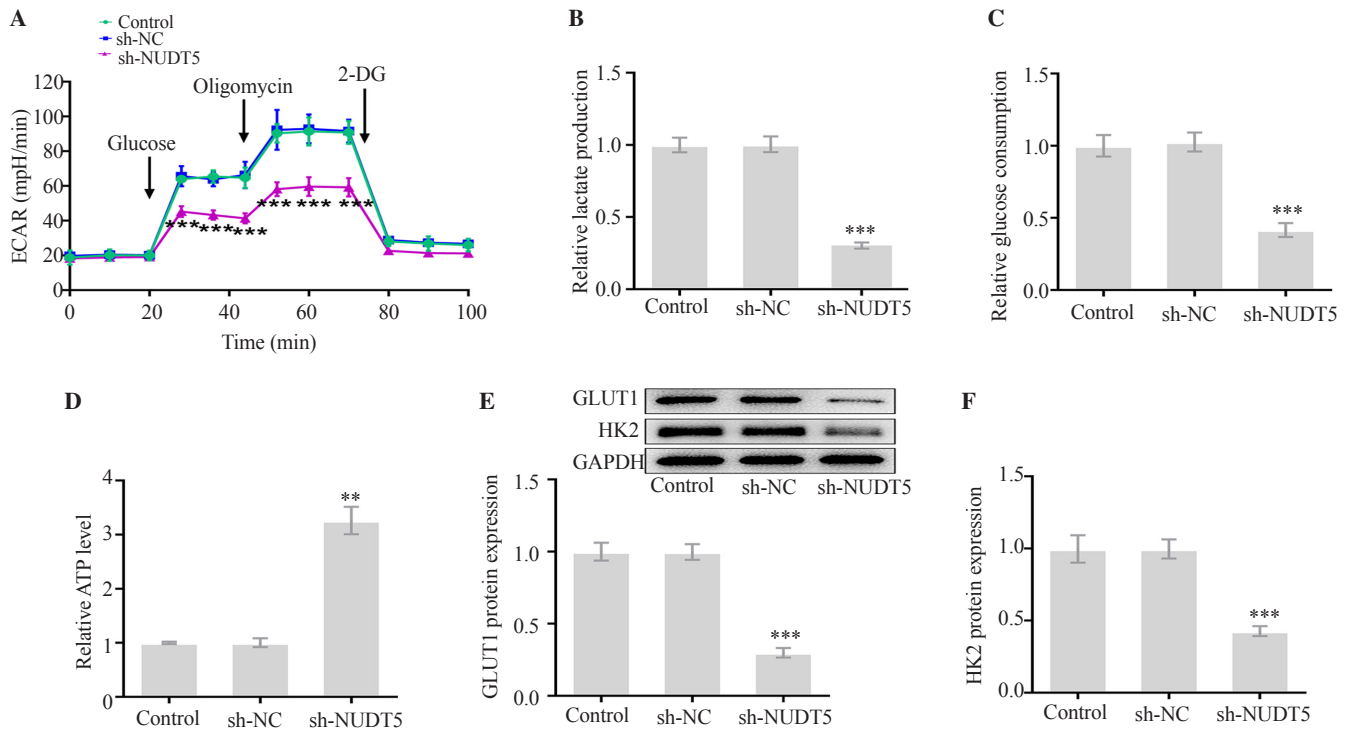 A
Control
sh-NC
sh-NUDT5
ECAR (mpH/min)
120
100
80
60
40
20
0
Glucose
Oligomycin
2-DG
*** *** ***
*** *** ***
0 20 40 60 80 100
Time (min)
B
Relative lactate production
1.5
1.0
0.5
0.0
***
Control sh-NC sh-NUDT5
C
Relative glucose consumption
1.5
1.0
0.5
0.0
***
Control sh-NC sh-NUDT5
D
Relative ATP level
4
3
2
1
0
**
Control sh-NC sh-NUDT5
E
GLUT1
HK2
GAPDH
Control sh-NC sh-NUDT5
GLUT1 protein expression
1.5
1.0
0.5
0.0
***
Control sh-NC sh-NUDT5
F
HK2 protein expression
1.5
1.0
0.5
0.0
***
Control sh-NC sh-NUDT5